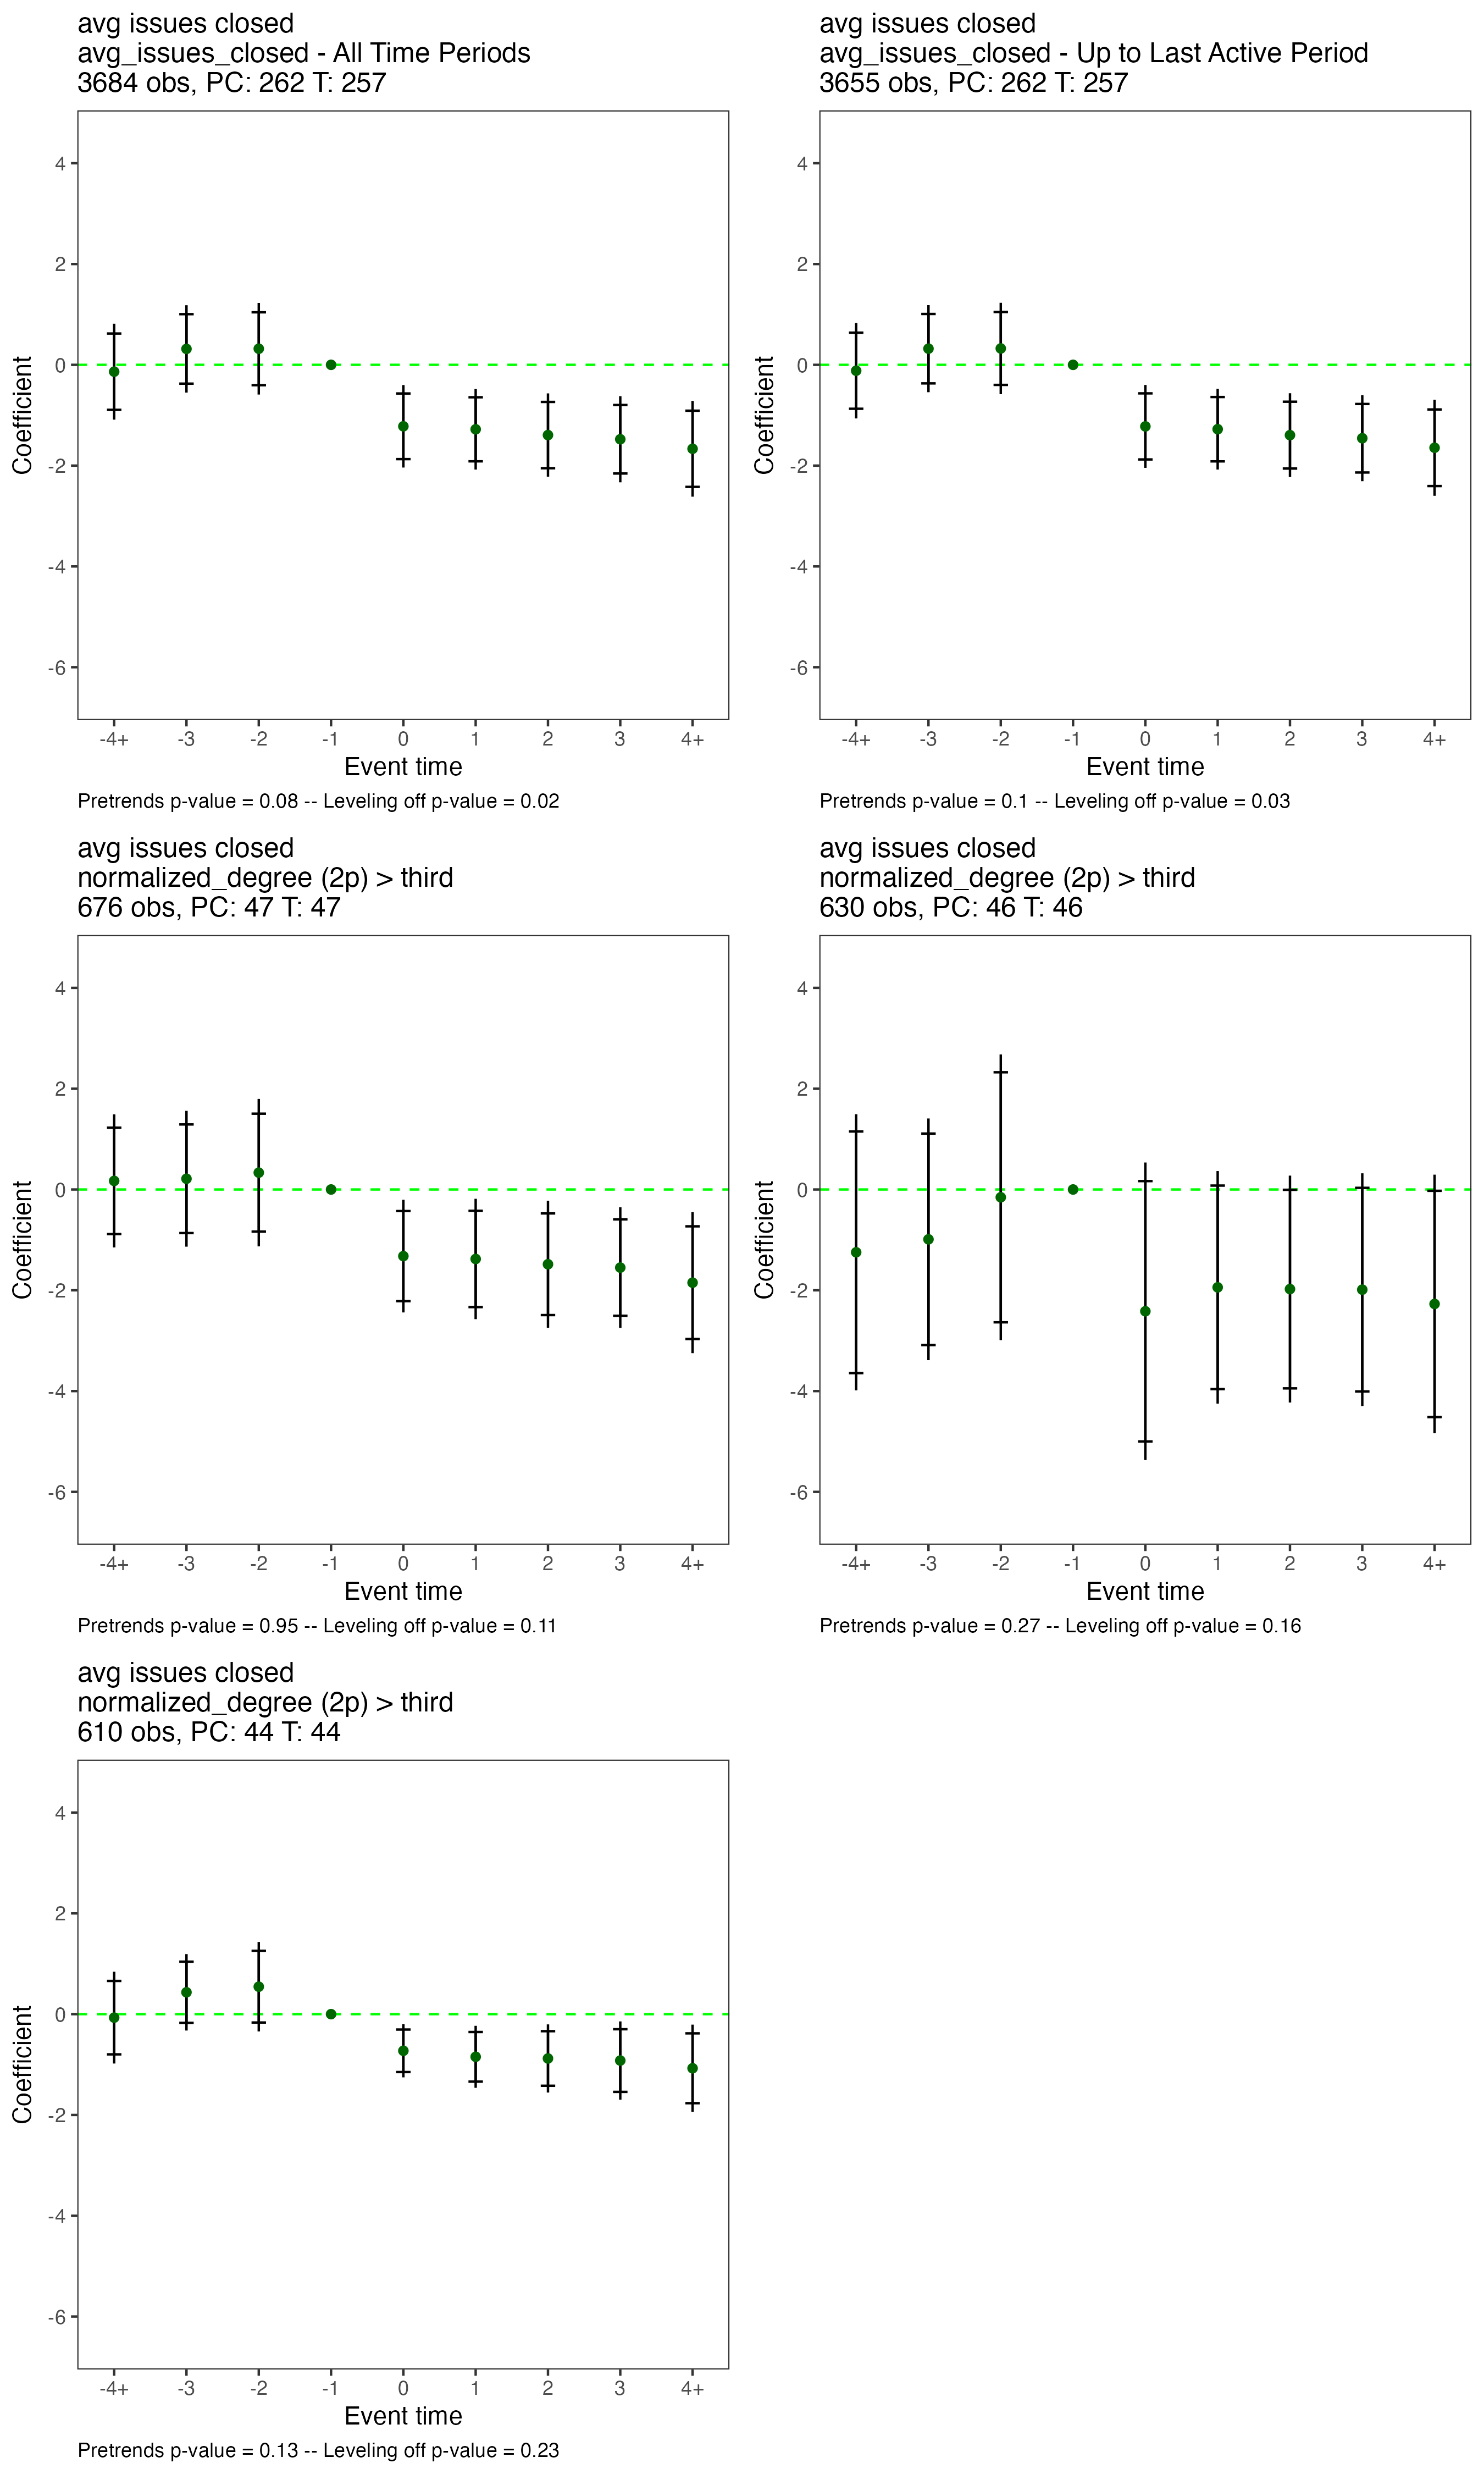 avg issues closed
avg_issues_closed - All Time Periods
3684 obs, PC: 262 T: 257
4
2
0
-2
-4
-6
Coefficient
-4+ -3 -2 -1 0 1 2 3 4+
Event time
Pretrends p-value = 0.08 -- Leveling off p-value = 0.02
avg issues closed
avg_issues_closed - Up to Last Active Period
3655 obs, PC: 262 T: 257
4
2
0
-2
-4
-6
Coefficient
-4+ -3 -2 -1 0 1 2 3 4+
Event time
Pretrends p-value = 0.1 -- Leveling off p-value = 0.03
avg issues closed
normalized_degree (2p) > third
676 obs, PC: 47 T: 47
4
2
0
-2
-4
-6
Coefficient
-4+ -3 -2 -1 0 1 2 3 4+
Event time
Pretrends p-value = 0.95 -- Leveling off p-value = 0.11
avg issues closed
normalized_degree (2p) > third
630 obs, PC: 46 T: 46
4
2
0
-2
-4
-6
Coefficient
-4+ -3 -2 -1 0 1 2 3 4+
Event time
Pretrends p-value = 0.27 -- Leveling off p-value = 0.16
avg issues closed
normalized_degree (2p) > third
610 obs, PC: 44 T: 44
4
2
0
-2
-4
-6
Coefficient
-4+ -3 -2 -1 0 1 2 3 4+
Event time
Pretrends p-value = 0.13 -- Leveling off p-value = 0.23